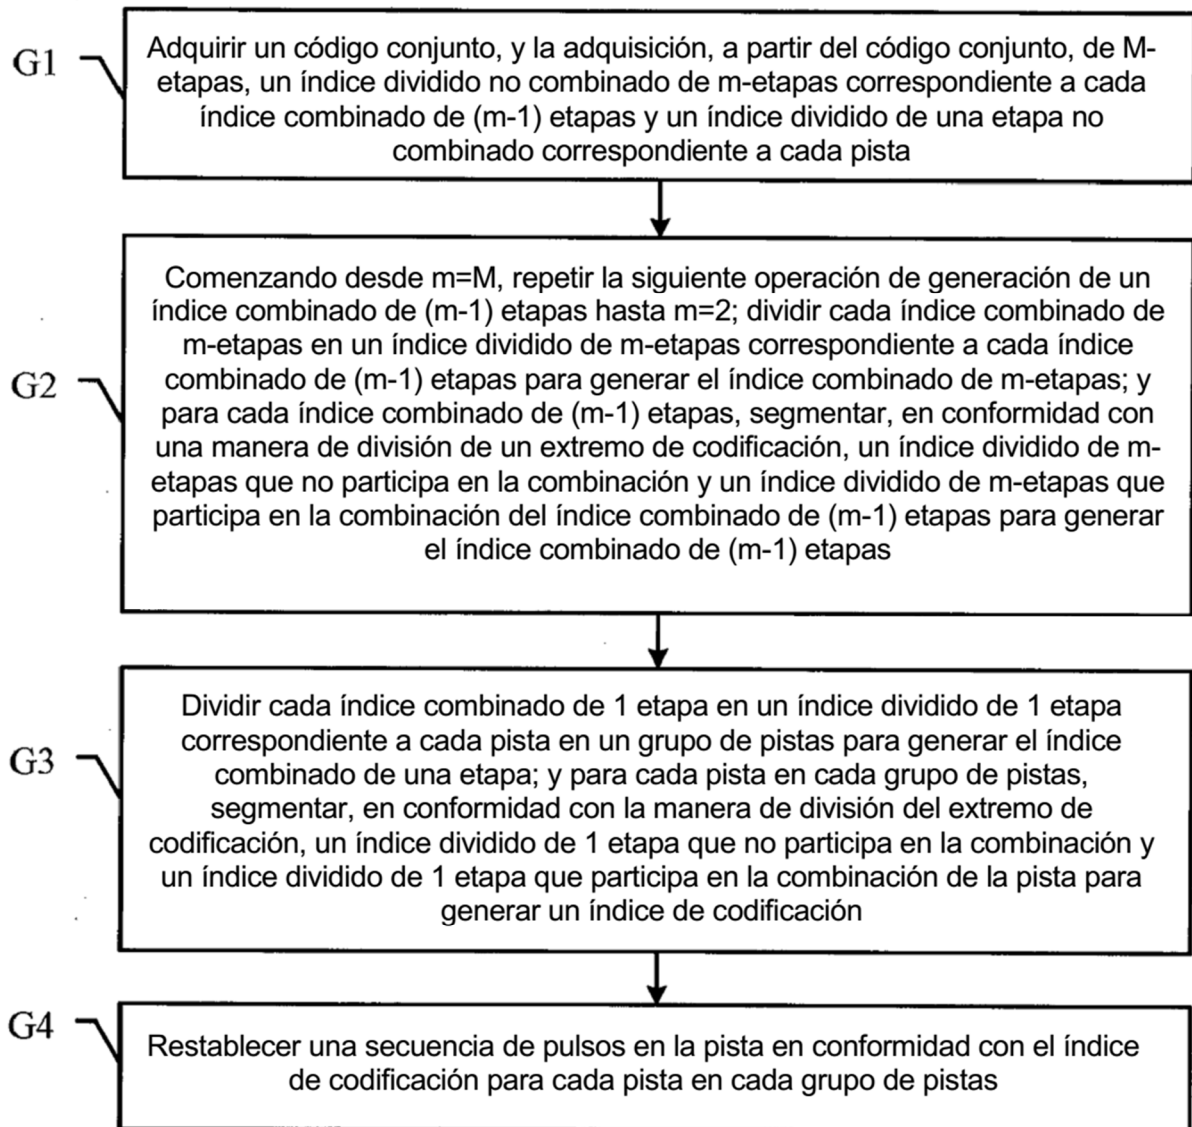 G1
Adquirir un código conjunto, y la adquisición, a partir del código conjunto, de M-
etapas, un índice dividido no combinado de m-etapas correspondiente a cada
índice combinado de (m-1) etapas y un índice dividido de una etapa no
combinado correspondiente a cada pista
G2
Comenzando desde m=M, repetir la siguiente operación de generación de un
índice combinado de (m-1) etapas hasta m=2; dividir cada índice combinado de
m-etapas en un índice dividido de m-etapas correspondiente a cada índice
combinado de (m-1) etapas para generar el índice combinado de m-etapas; y
para cada índice combinado de (m-1) etapas, segmentar, en conformidad con
una manera de división de un extremo de codificación, un índice dividido de m-
etapas que no participa en la combinación y un índice dividido de m-etapas que
participa en la combinación del índice combinado de (m-1) etapas para generar
el índice combinado de (m-1) etapas
G3
Dividir cada índice combinado de 1 etapa en un índice dividido de 1 etapa
correspondiente a cada pista en un grupo de pistas para generar el índice
combinado de una etapa; y para cada pista en cada grupo de pistas,
segmentar, en conformidad con la manera de división del extremo de
codificación, un índice dividido de 1 etapa que no participa en la combinación y
un índice dividido de 1 etapa que participa en la combinación de la pista para
generar un índice de codificación
G4
Restablecer una secuencia de pulsos en la pista en conformidad con el índice
de codificación para cada pista en cada grupo de pistas